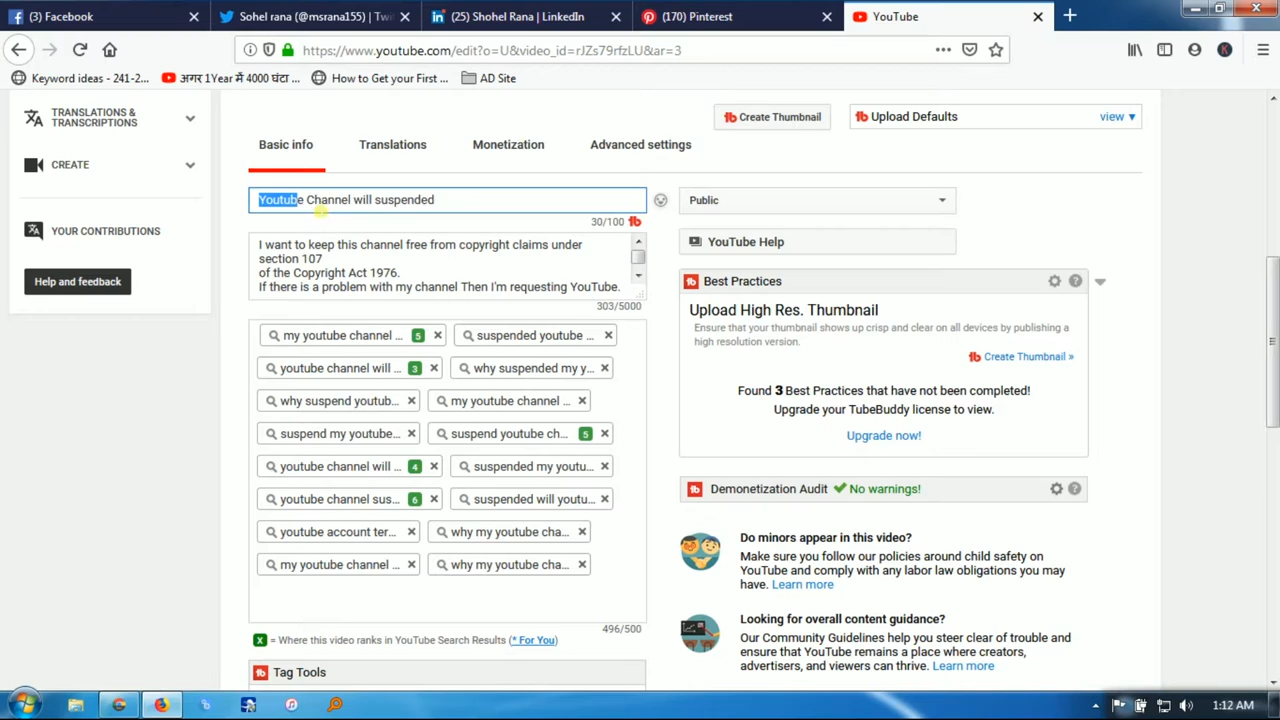 (3) Facebook
Sohel rana (@msrana155) | Twi
(25) Shohel Rana | LinkedIn
(170) Pinterest
YouTube
https://www.youtube.com/edit?o=U&video_id=rJZs79rfzLU&ar=3
Keyword ideas - 241-2...
अगर 1Year में 4000 घंटा ...
How to Get your First ...
AD Site
TRANSLATIONS &
TRANSCRIPTIONS
CREATE
YOUR CONTRIBUTIONS
Help and feedback
Create Thumbnail
Upload Defaults
view ▼
Basic info
Translations
Monetization
Advanced settings
Youtube Channel will suspended
30/100
I want to keep this channel free from copyright claims under
section 107
of the Copyright Act 1976.
If there is a problem with my channel Then I'm requesting YouTube.
303/5000
my youtube channel ... 5
suspended youtube ...
youtube channel will ... 3
why suspended my y...
why suspend youtub...
my youtube channel ...
suspend my youtube...
suspend youtube ch... 5
youtube channel will ... 4
suspended my youtu...
youtube channel sus... 6
suspended will youtu...
youtube account ter...
why my youtube cha...
my youtube channel ...
why my youtube cha...
496/500
X = Where this video ranks in YouTube Search Results (* For You)
Tag Tools
Public
YouTube Help
Best Practices
Upload High Res. Thumbnail
Ensure that your thumbnail shows up crisp and clear on all devices by publishing a
high resolution version.
Create Thumbnail »
Found 3 Best Practices that have not been completed!
Upgrade your TubeBuddy license to view.
Upgrade now!
Demonetization Audit ✔ No warnings!
Do minors appear in this video?
Make sure you follow our policies around child safety on
YouTube and comply with any labor law obligations you may
have. Learn more
Looking for overall content guidance?
Our Community Guidelines help you steer clear of trouble and
ensure that YouTube remains a place where creators,
advertisers, and viewers can thrive. Learn more
1:12 AM